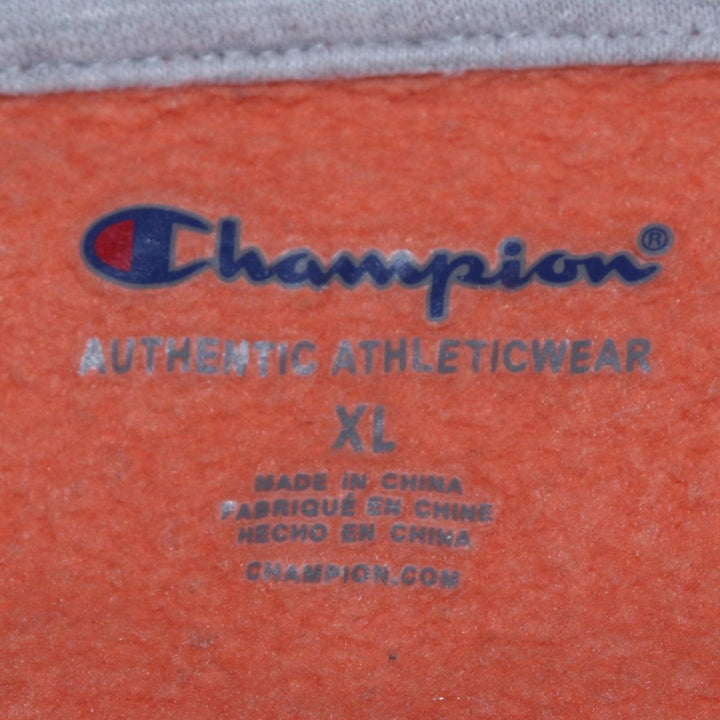 Champion®
AUTHENTIC ATHLETICWEAR
XL
MADE IN CHINA
FABRIQUÉ EN CHINE
HECHO EN CHINA
CHAMPION.COM